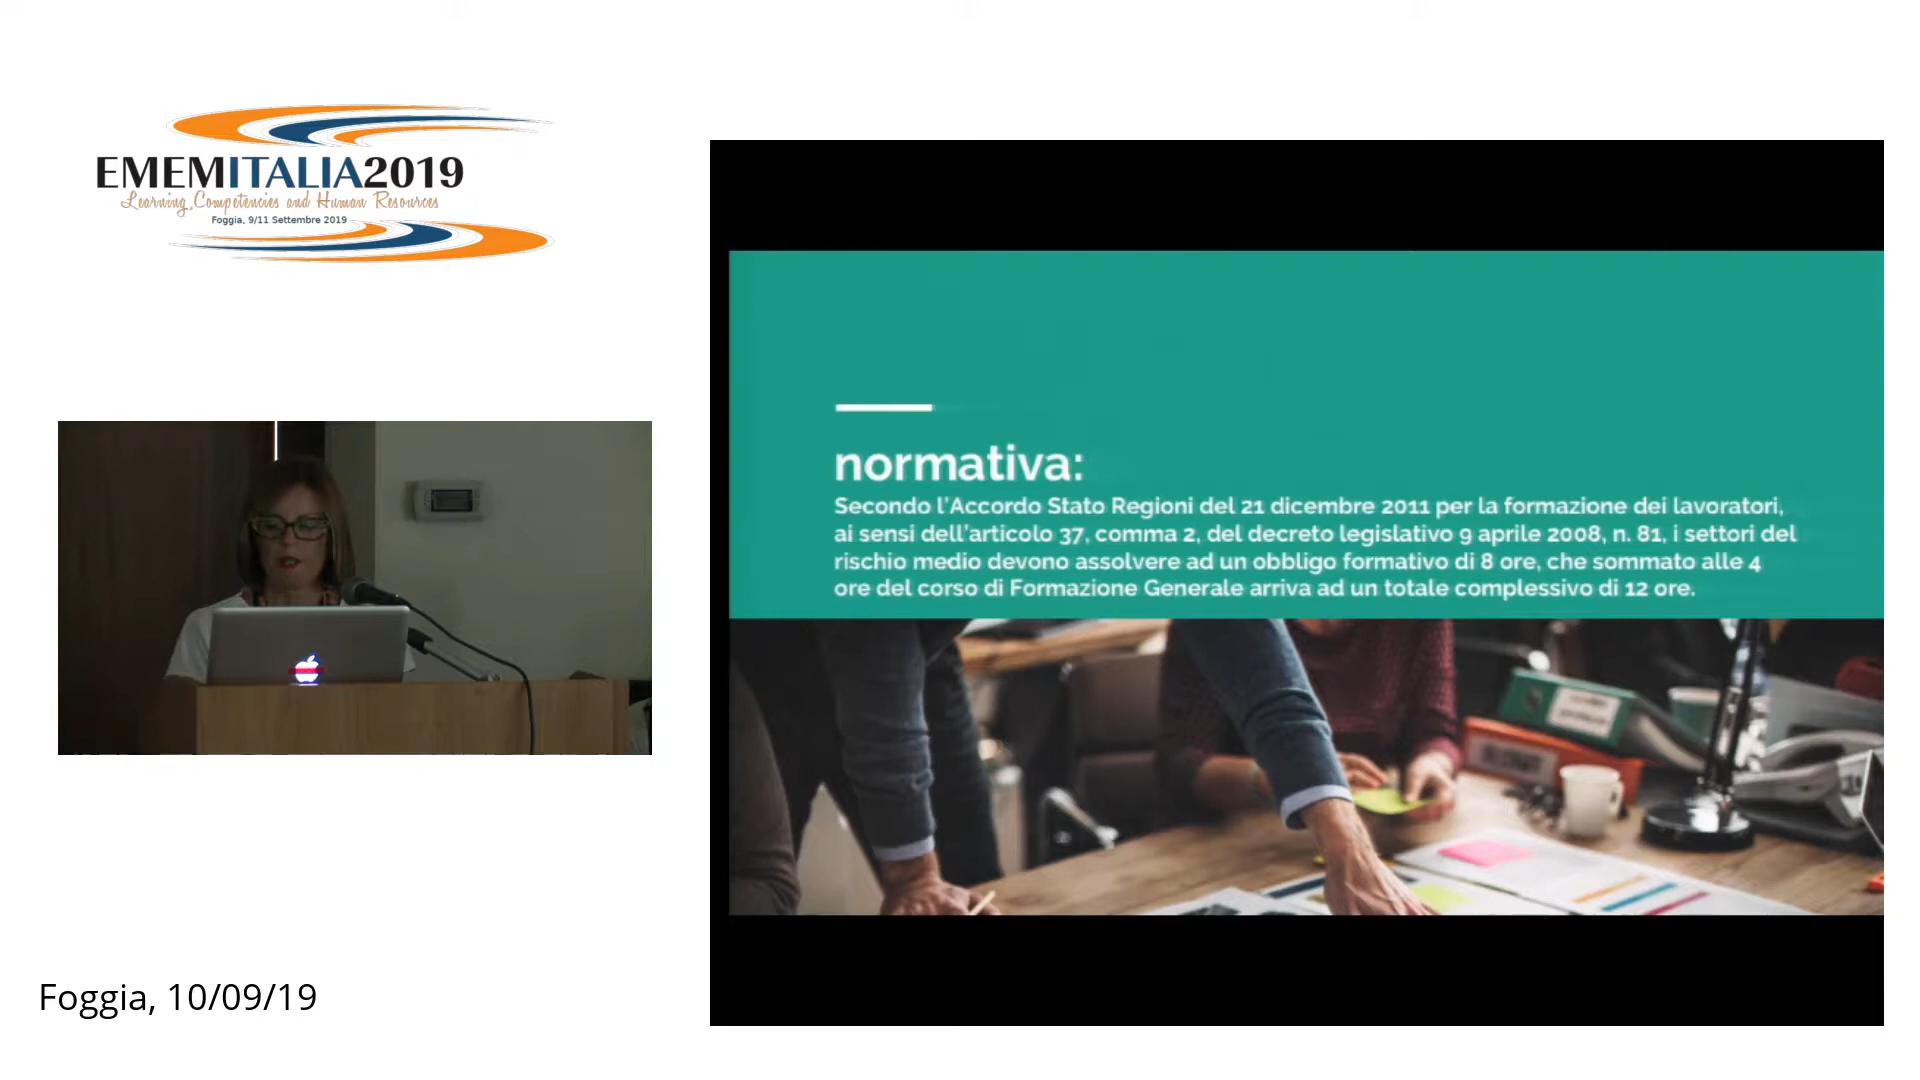 EMEMITALIA2019
Learning, Competencies and Human Resources
Foggia, 9/11 Settembre 2019
normativa:
Secondo l'Accordo Stato Regioni del 21 dicembre 2011 per la formazione dei lavoratori,
ai sensi dell'articolo 37, comma 2, del decreto legislativo 9 aprile 2008, n. 81, i settori del
rischio medio devono assolvere ad un obbligo formativo di 8 ore, che sommato alle 4
ore del corso di Formazione Generale arriva ad un totale complessivo di 12 ore.
Foggia, 10/09/19